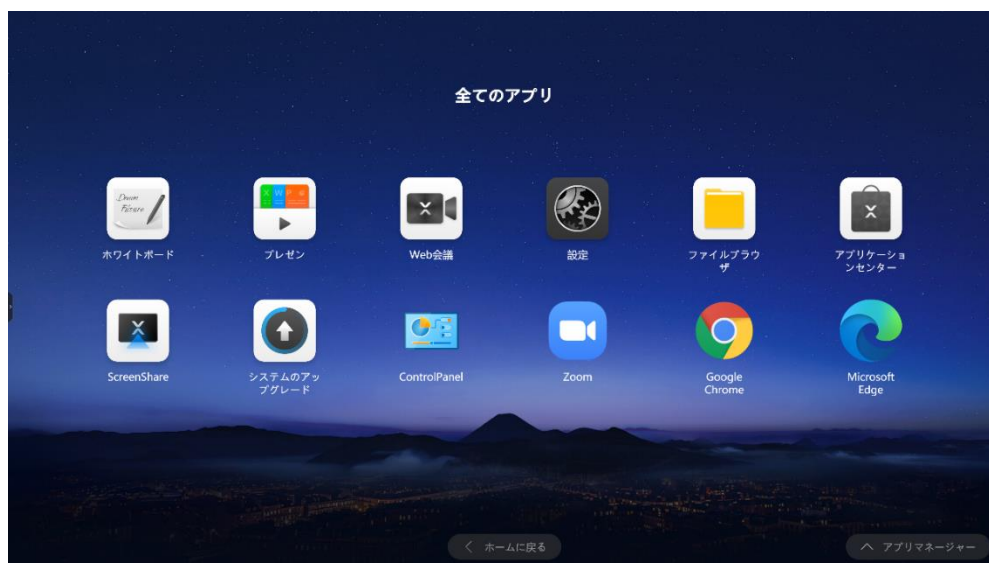 全てのアプリ
ホワイトボード
プレゼン
Web会議
設定
ファイルブラウ
ザ
アプリケーショ
ンセンター
ScreenShare
システムのアッ
プグレード
ControlPanel
Zoom
Google
Chrome
Microsoft
Edge
ホームに戻る
アプリマネージャー